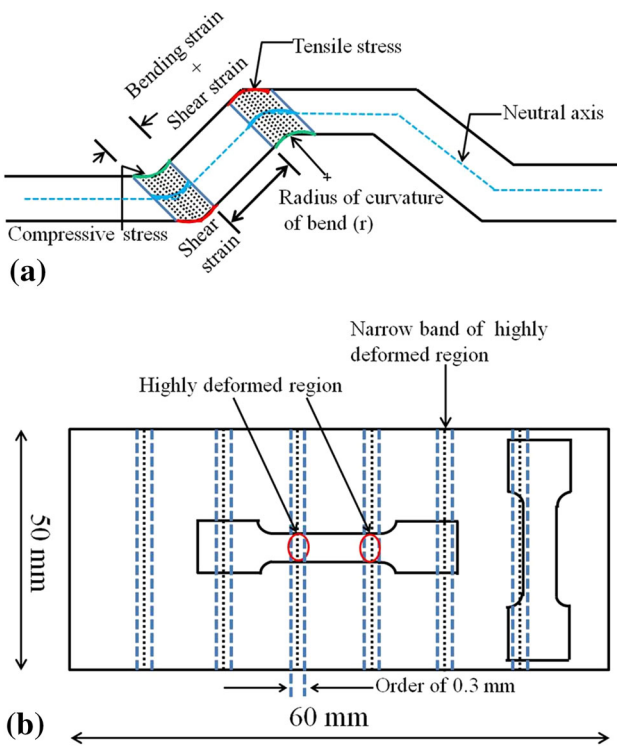 Bending strain
+
Shear strain
Tensile stress
Neutral axis
Radius of curvature
of bend (r)
Compressive stress
Shear
strain
(a)
Narrow band of highly
deformed region
Highly deformed region
50 mm
Order of 0.3 mm
60 mm
(b)